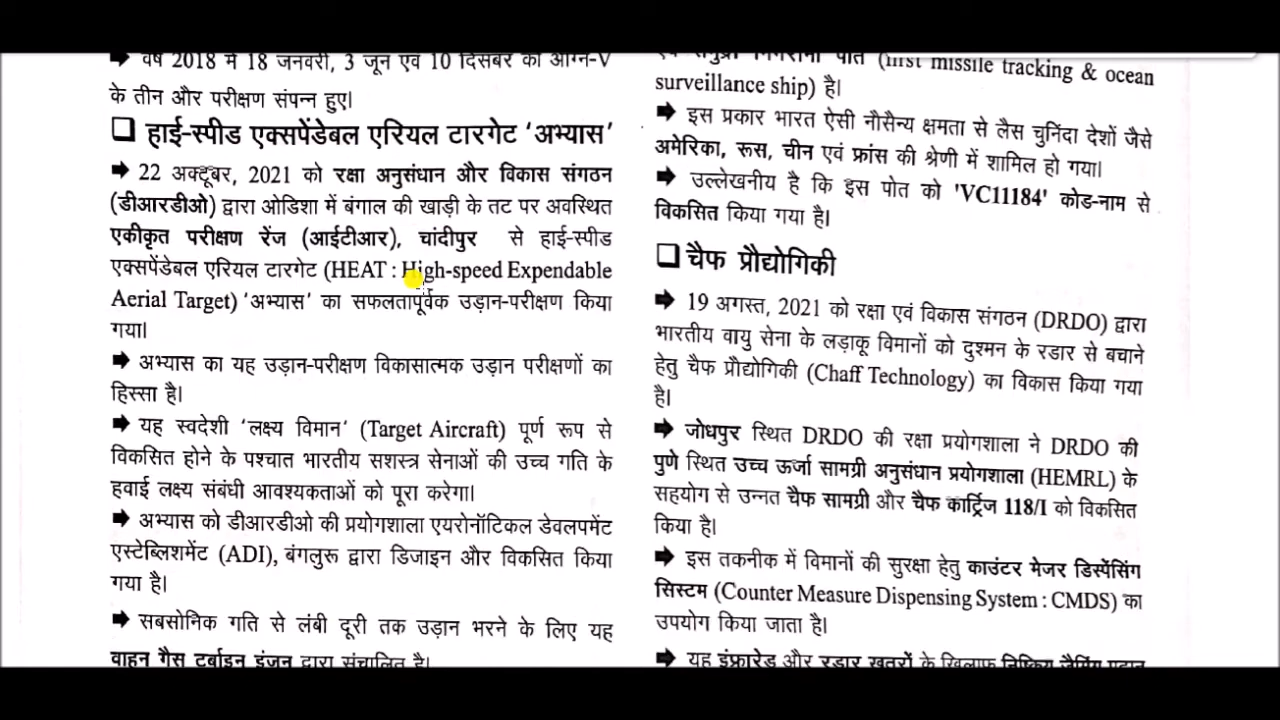 ➡ वर्ष 2018 में 18 जनवरी, 3 जून एवं 10 दिसंबर को अग्नि-V
के तीन और परीक्षण संपन्न हुए।
❑ हाई-स्पीड एक्सपेंडेबल एरियल टारगेट ‘अभ्यास’
➡ 22 अक्टूबर, 2021 को रक्षा अनुसंधान और विकास संगठन
(डीआरडीओ) द्वारा ओडिशा में बंगाल की खाड़ी के तट पर अवस्थित
एकीकृत परीक्षण रेंज (आईटीआर), चांदीपुर से हाई-स्पीड
एक्सपेंडेबल एरियल टारगेट (HEAT : High-speed Expendable
Aerial Target) ‘अभ्यास’ का सफलतापूर्वक उड़ान-परीक्षण किया
गया।
➡ अभ्यास का यह उड़ान-परीक्षण विकासात्मक उड़ान परीक्षणों का
हिस्सा है।
➡ यह स्वदेशी ‘लक्ष्य विमान’ (Target Aircraft) पूर्ण रूप से
विकसित होने के पश्चात भारतीय सशस्त्र सेनाओं की उच्च गति के
हवाई लक्ष्य संबंधी आवश्यकताओं को पूरा करेगा।
➡ अभ्यास को डीआरडीओ की प्रयोगशाला एयरोनॉटिकल डेवलपमेंट
एस्टेब्लिशमेंट (ADI), बंगलुरू द्वारा डिजाइन और विकसित किया
गया है।
➡ सबसोनिक गति से लंबी दूरी तक उड़ान भरने के लिए यह
वाहन गैस टर्बाइन इंजन द्वारा संचालित है।
पोत (first missile tracking & ocean
surveillance ship) है।
➡ इस प्रकार भारत ऐसी नौसैन्य क्षमता से लैस चुनिंदा देशों जैसे
अमेरिका, रूस, चीन एवं फ्रांस की श्रेणी में शामिल हो गया।
➡ उल्लेखनीय है कि इस पोत को 'VC11184' कोड-नाम से
विकसित किया गया है।
❑ चैफ प्रौद्योगिकी
➡ 19 अगस्त, 2021 को रक्षा एवं विकास संगठन (DRDO) द्वारा
भारतीय वायु सेना के लड़ाकू विमानों को दुश्मन के रडार से बचाने
हेतु चैफ प्रौद्योगिकी (Chaff Technology) का विकास किया गया
है।
➡ जोधपुर स्थित DRDO की रक्षा प्रयोगशाला ने DRDO की
पुणे स्थित उच्च ऊर्जा सामग्री अनुसंधान प्रयोगशाला (HEMRL) के
सहयोग से उन्नत चैफ सामग्री और चैफ कार्ट्रिज 118/I को विकसित
किया है।
➡ इस तकनीक में विमानों की सुरक्षा हेतु काउंटर मेजर डिस्पेंसिंग
सिस्टम (Counter Measure Dispensing System : CMDS) का
उपयोग किया जाता है।
➡ यह इंफ्रारेड और रडार खतरों के खिलाफ निष्क्रिय जैमिंग